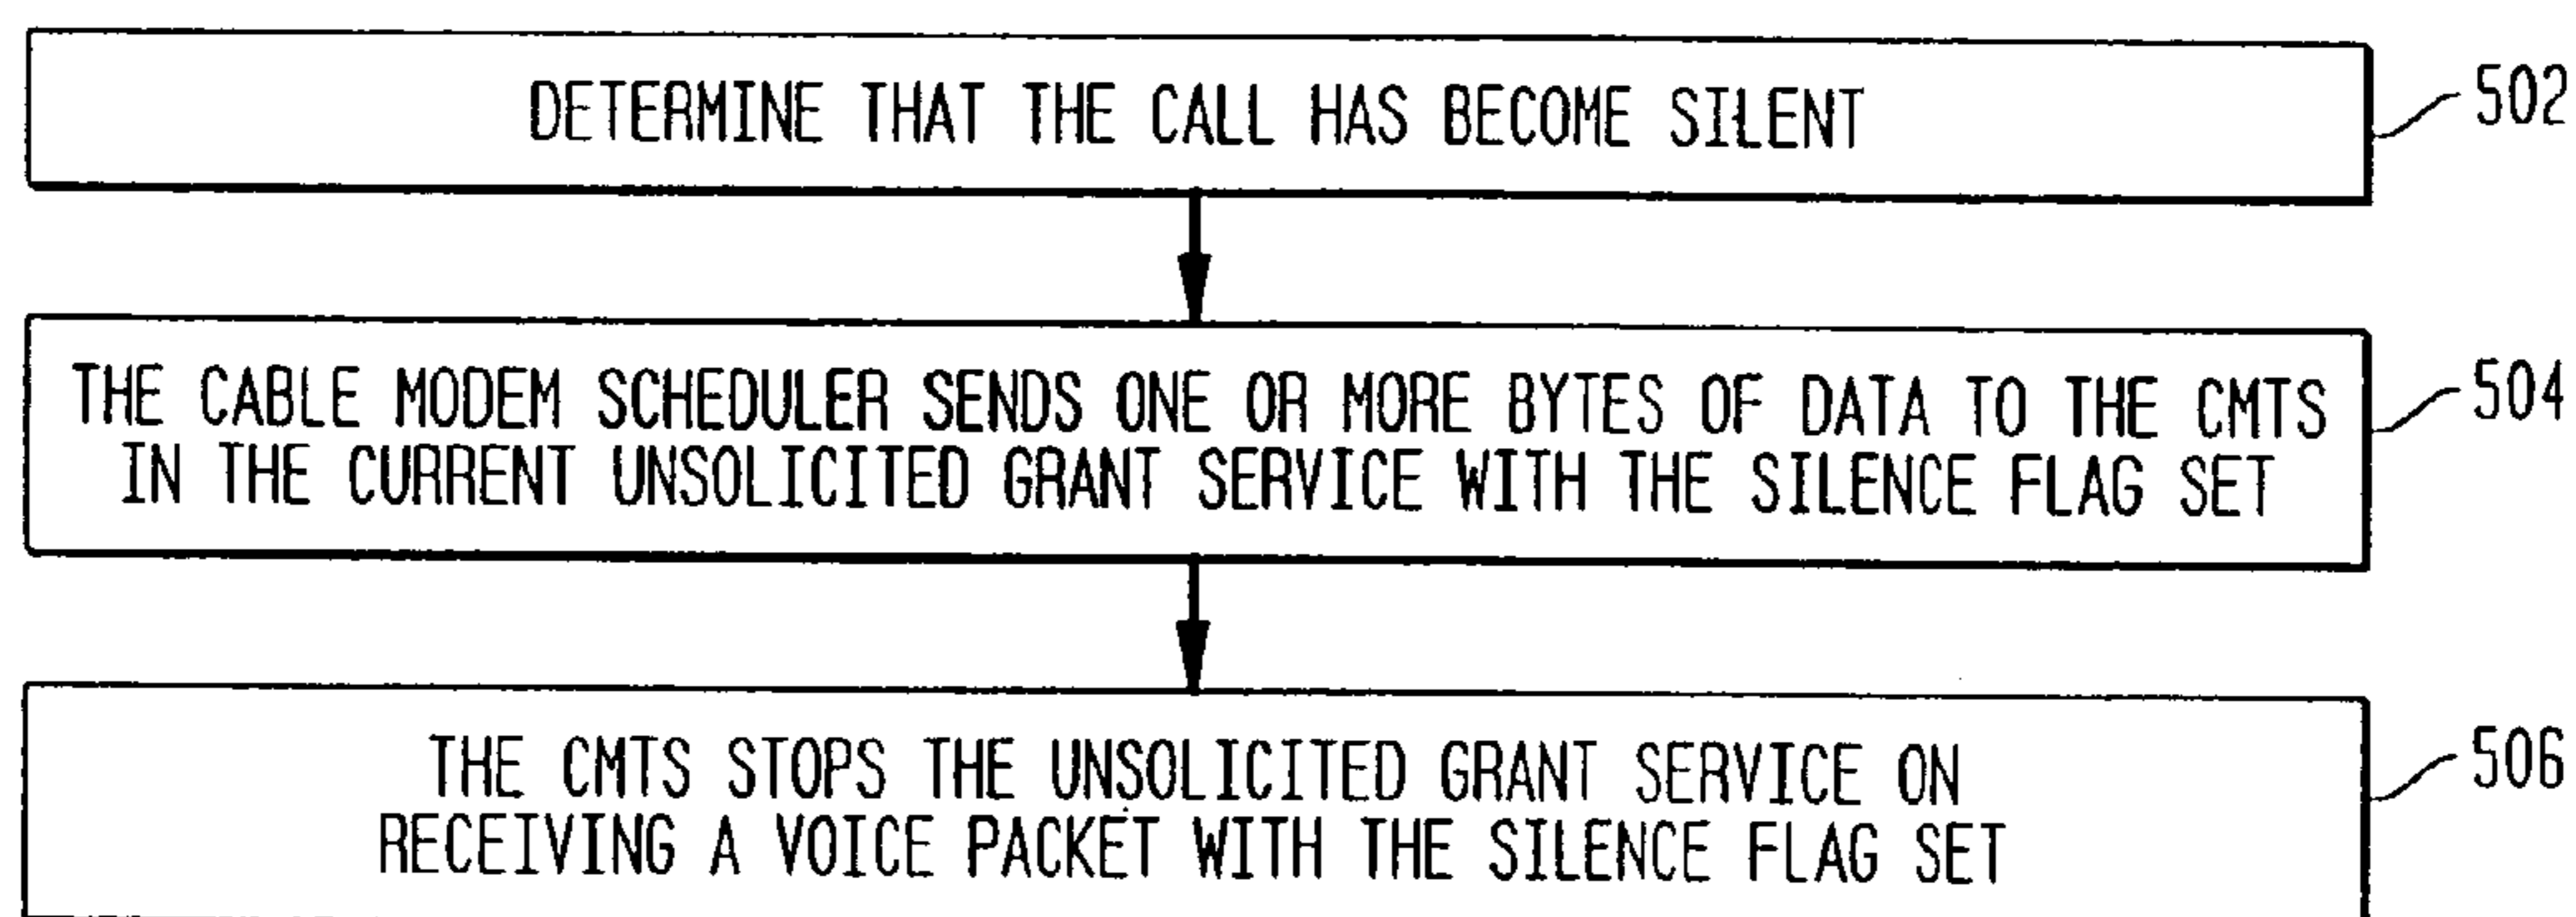 DETERMINE THAT THE CALL HAS BECOME SILENT
502
THE CABLE MODEM SCHEDULER SENDS ONE OR MORE BYTES OF DATA TO THE CMTS
IN THE CURRENT UNSOLICITED GRANT SERVICE WITH THE SILENCE FLAG SET
504
THE CMTS STOPS THE UNSOLICITED GRANT SERVICE ON
RECEIVING A VOICE PACKET WITH THE SILENCE FLAG SET
506